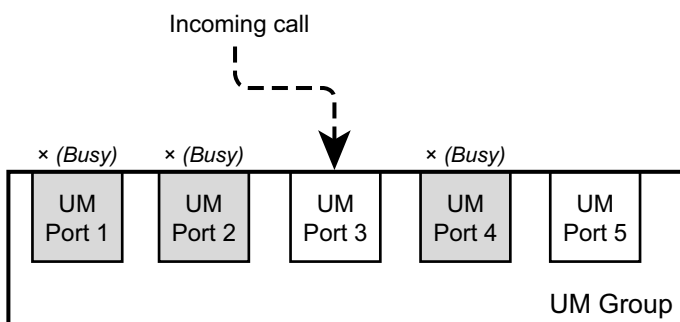 Incoming call
× (Busy) × (Busy) × (Busy)
UM UM UM UM UM
Port 1 Port 2 Port 3 Port 4 Port 5
UM Group